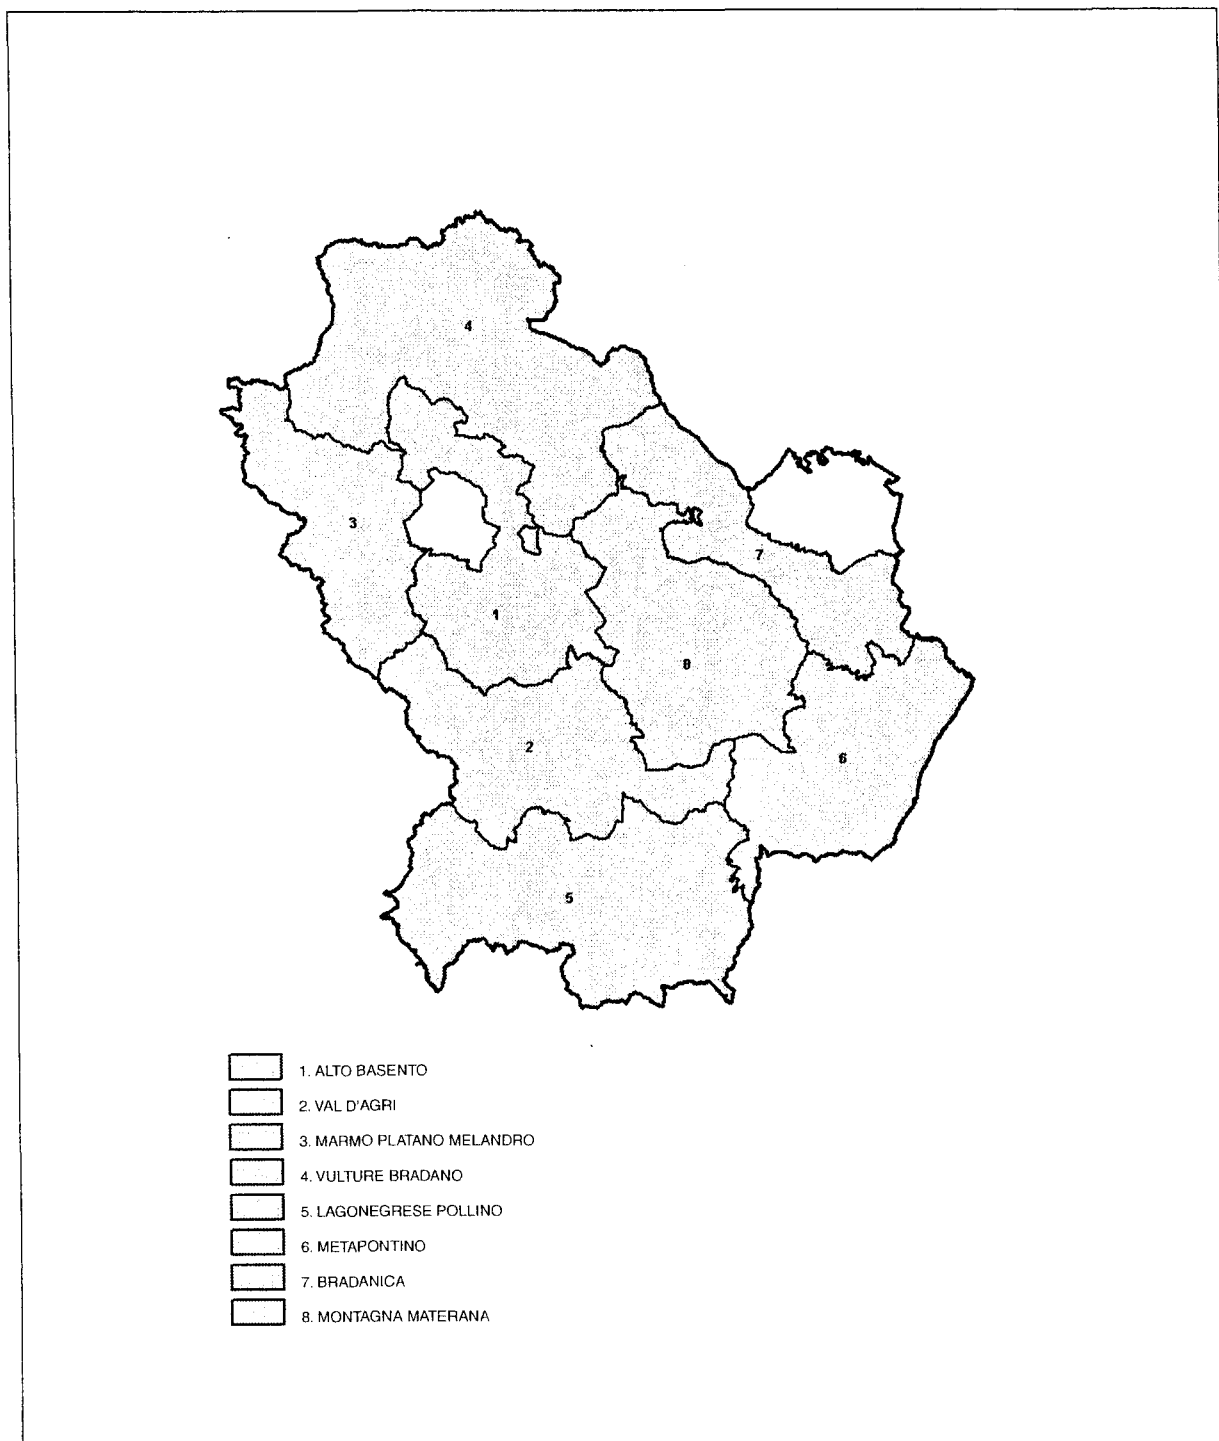 4
3
7
1
8
2
6
5
1. ALTO BASENTO
2. VAL D'AGRI
3. MARMO PLATANO MELANDRO
4. VULTURE BRADANO
5. LAGONEGRESE POLLINO
6. METAPONTINO
7. BRADANICA
8. MONTAGNA MATERANA